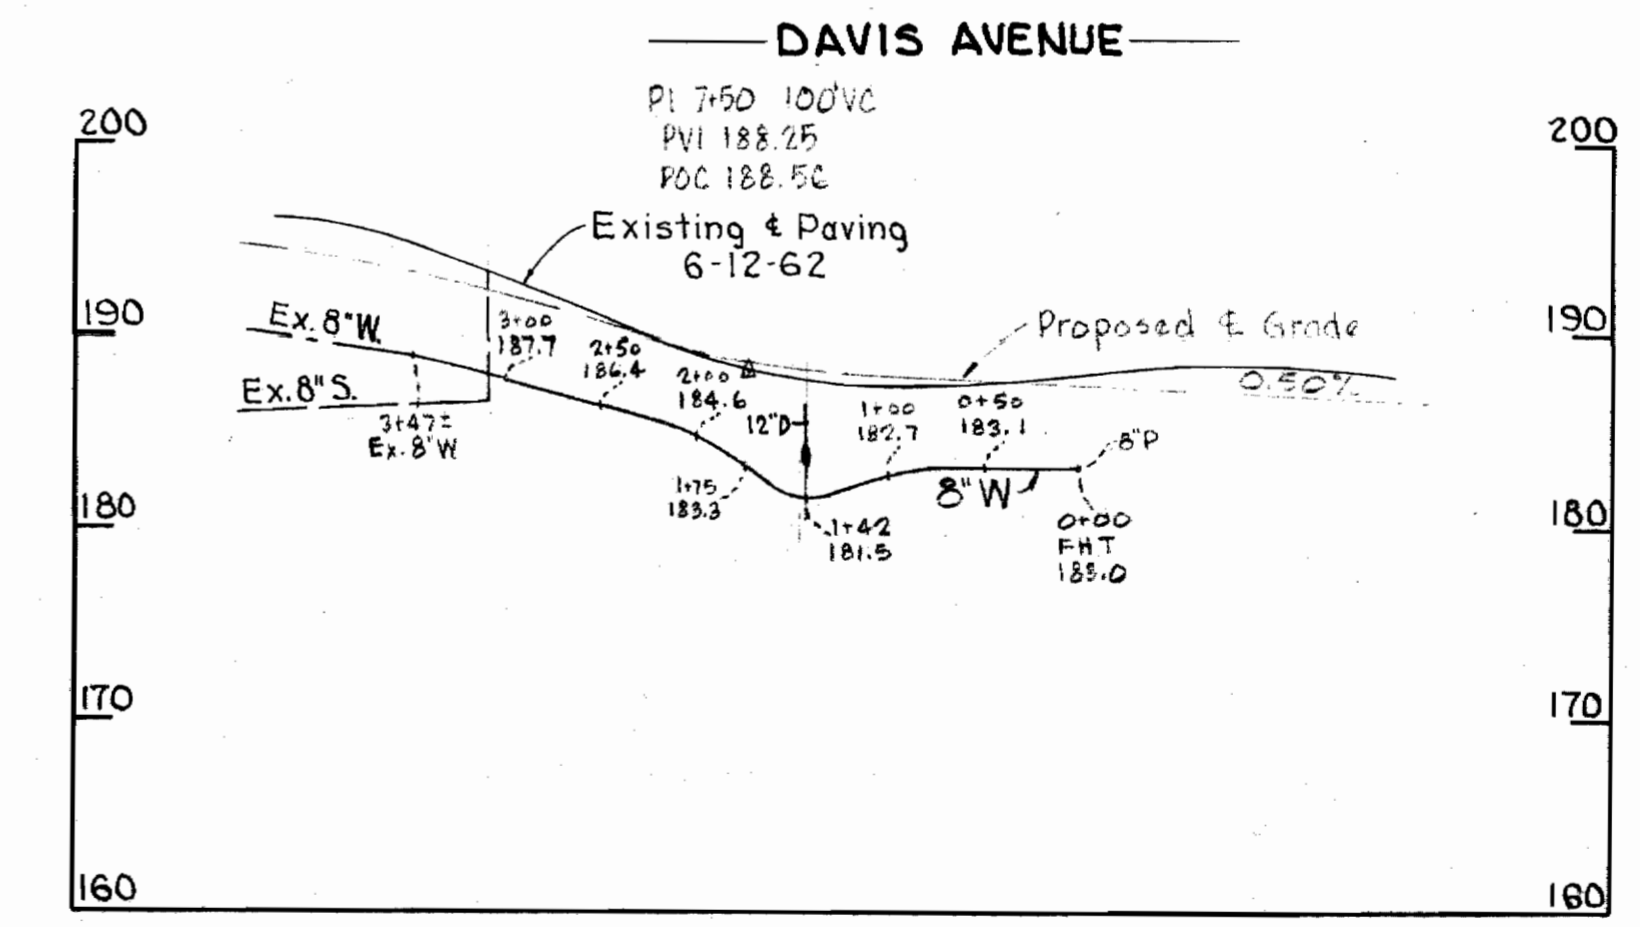 DAVIS AVENUE
PI 7+50 100'VC
PVI 188.25
POC 188.50
200
200
Existing ℄ Paving
6-12-62
190
Ex. 8"W.
3+00
187.7
2+50
186.4
2+00
184.6
Proposed ℄ Grade
190
0.50%
Ex. 8" S.
3+47±
Ex. 8"W
12"D
1+00
182.7
0+50
183.1
8"P
1+75
183.3
8" W
180
1+42
181.5
0+00
FHT
183.0
180
170
170
160
160